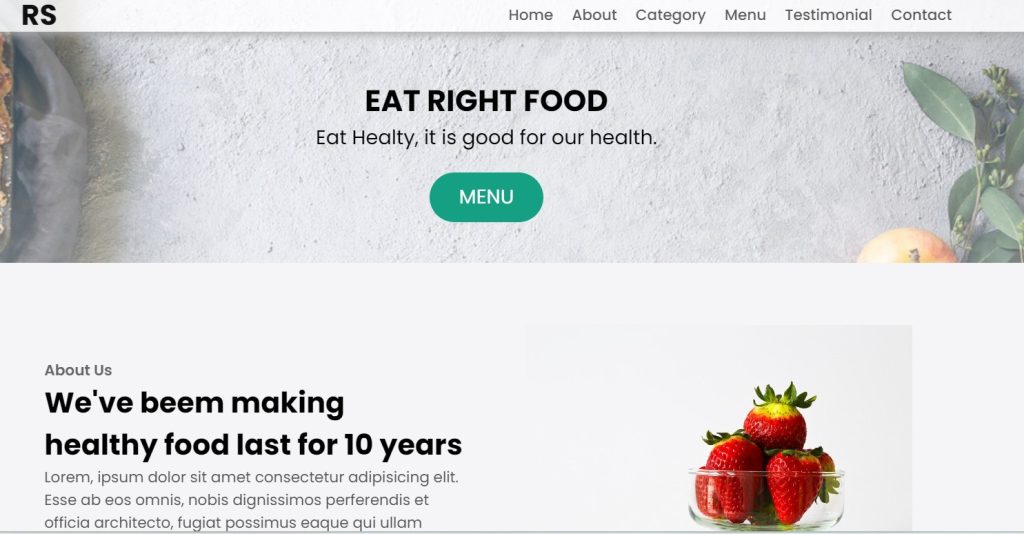 RS
Home About Category Menu Testimonial Contact
EAT RIGHT FOOD
Eat Healty, it is good for our health.
MENU
About Us
We've beem making
healthy food last for 10 years
Lorem, ipsum dolor sit amet consectetur adipisicing elit.
Esse ab eos omnis, nobis dignissimos perferendis et
officia architecto, fugiat possimus eaque qui ullam